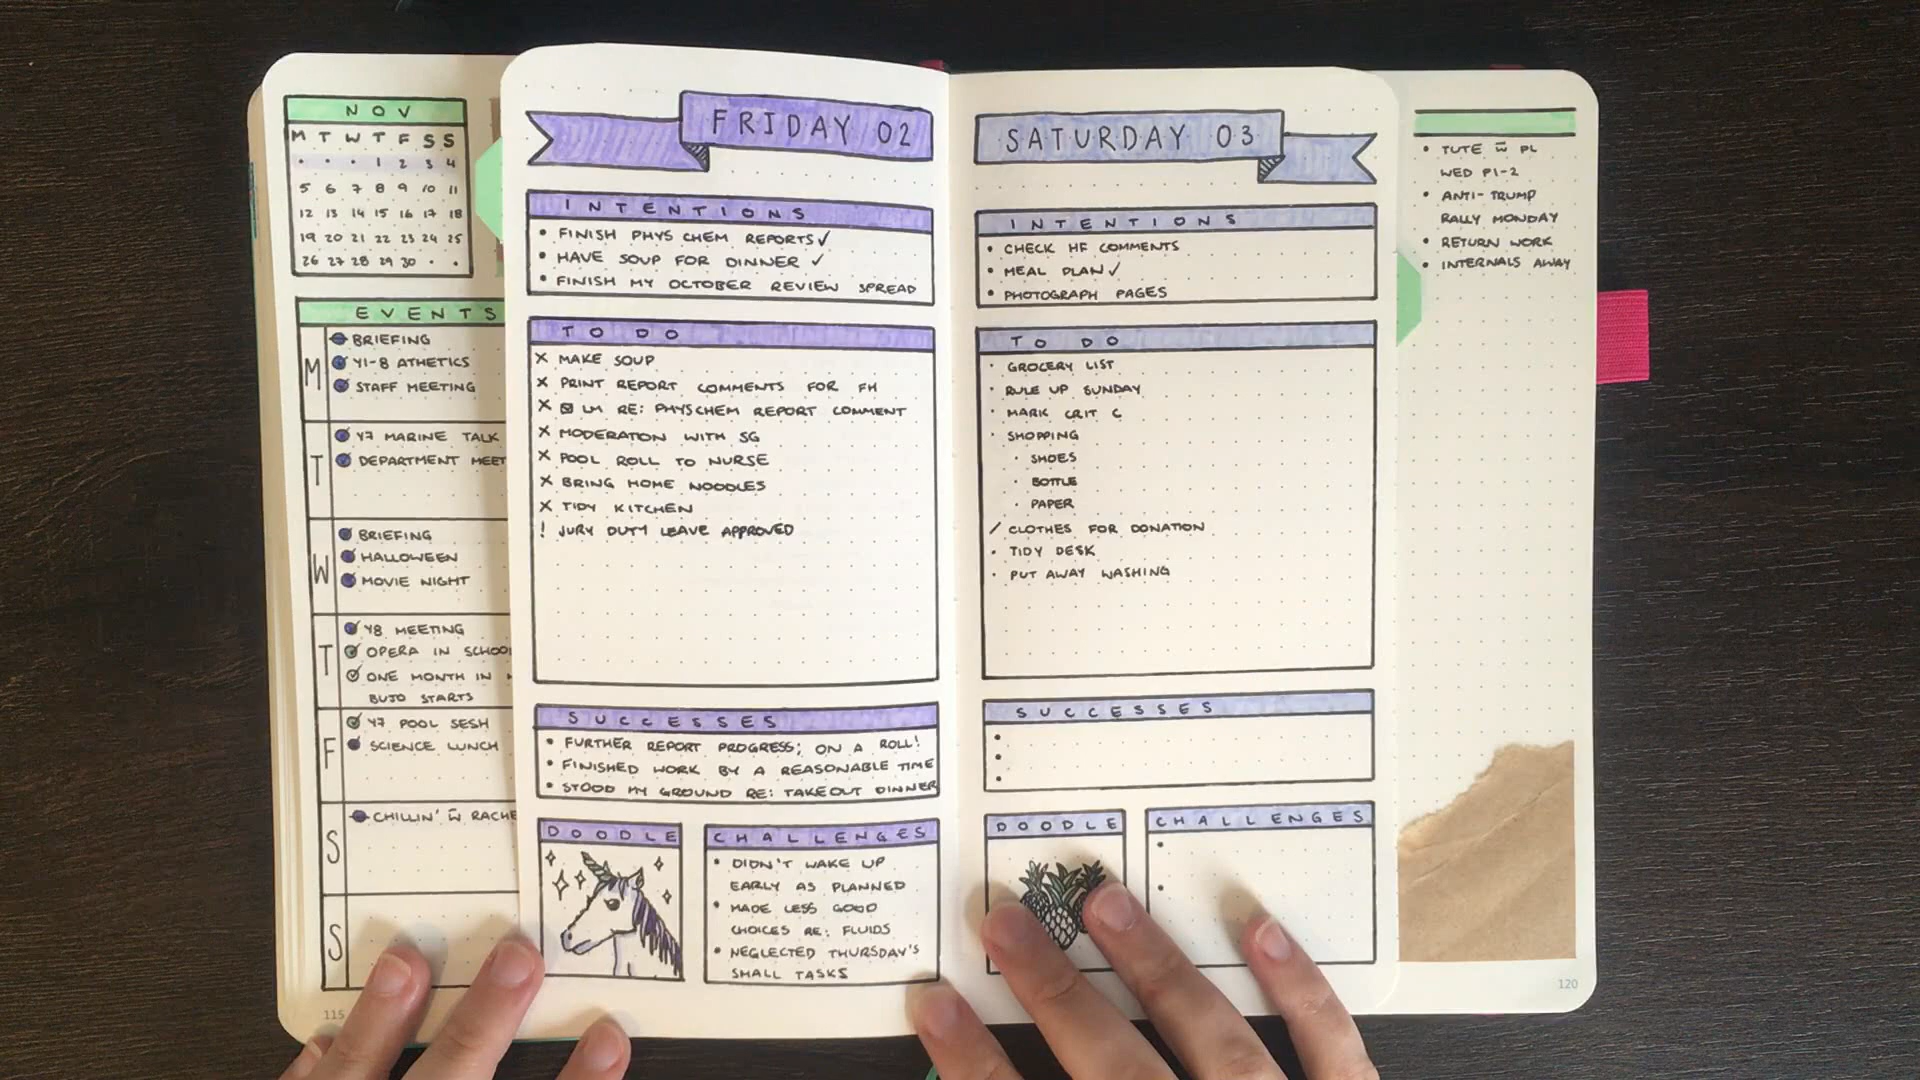 NOV
M T W T F S S
• • • 1 2 3 4
5 6 7 8 9 10 11
12 13 14 15 16 17 18
19 20 21 22 23 24 25
26 27 28 29 30 • •
EVENTS
M
BRIEFING
Y1-8 ATHETICS
STAFF MEETING
T
Y7 MARINE TALK
DEPARTMENT MEET
W
BRIEFING
HALLOWEEN
MOVIE NIGHT
T
Y8 MEETING
OPERA IN SCHOO
ONE MONTH IN
BUJO STARTS
F
Y7 POOL SESH
SCIENCE LUNCH
S
CHILLIN' W̄ RACHE
S
115
FRIDAY 02
INTENTIONS
• FINISH PHYS CHEM REPORTS ✓
• HAVE SOUP FOR DINNER ✓
• FINISH MY OCTOBER REVIEW SPREAD
TO DO
X MAKE SOUP
X PRINT REPORT COMMENTS FOR FH
X ✉ LM RE: PHYSCHEM REPORT COMMENT
X MODERATION WITH SG
X POOL ROLL TO NURSE
X BRING HOME NOODLES
X TIDY KITCHEN
! JURY DUTY LEAVE APPROVED
SUCCESSES
• FURTHER REPORT PROGRESS; ON A ROLL!
• FINISHED WORK BY A REASONABLE TIME
• STOOD MY GROUND RE: TAKEOUT DINNER
DOODLE
CHALLENGES
• DIDN'T WAKE UP
EARLY AS PLANNED
• MADE LESS GOOD
CHOICES RE: FLUIDS
• NEGLECTED THURSDAY'S
SMALL TASKS
SATURDAY 03
INTENTIONS
• CHECK HF COMMENTS
• MEAL PLAN ✓
• PHOTOGRAPH PAGES
TO DO
• GROCERY LIST
• RULE UP SUNDAY
• MARK CRIT C
• SHOPPING
• SHOES
• BOTTLE
• PAPER
/ CLOTHES FOR DONATION
• TIDY DESK
• PUT AWAY WASHING
SUCCESSES
DOODLE
CHALLENGES
• TUTE W̄ PL
WED P1-2
• ANTI-TRUMP
RALLY MONDAY
• RETURN WORK
• INTERNALS AWAY
120